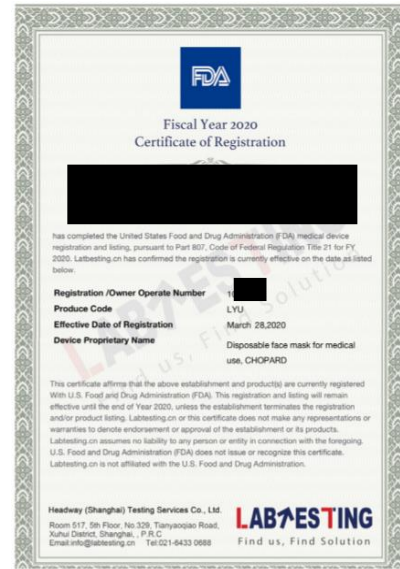 FDA
Fiscal Year 2020
Certificate of Registration
has completed the United States Food and Drug Administration (FDA) medical device
registration and listing, pursuant to Part 807, Code of Federal Regulation Title 21 for FY
2020. Latbesting.cn has confirmed the registration is currently effective on the date as listed
below.
Registration /Owner Operate Number 10
Produce Code LYU
Effective Date of Registration March 28,2020
Device Proprietary Name Disposable face mask for medical
use, CHOPARD
This certificate affirms that the above establishment and product(s) are currently registered
With U.S. Food and Drug Administration (FDA). This registration and listing will remain
effective until the end of Year 2020, unless the establishment terminates the registration
and/or product listing. Labtesting.cn or this certificate does not make any representations or
warranties to denote endorsement or approval of the establishment or its products.
Labtesting.cn assumes no liability to any person or entity in connection with the foregoing.
U.S. Food and Drug Administration (FDA) does not issue or recognize this certificate.
Labtesting.cn is not affiliated with the U.S. Food and Drug Administration.
Headway (Shanghai) Testing Services Co., Ltd.
Room 517, 5th Floor, No.329, Tianyaoqiao Road,
Xuhui District, Shanghai, , P.R.C
Email:info@labtesting.cn Tel:021-6433 0688
LABTESTING
Find us, Find Solution
LABTESTING
Find us, Find Solution